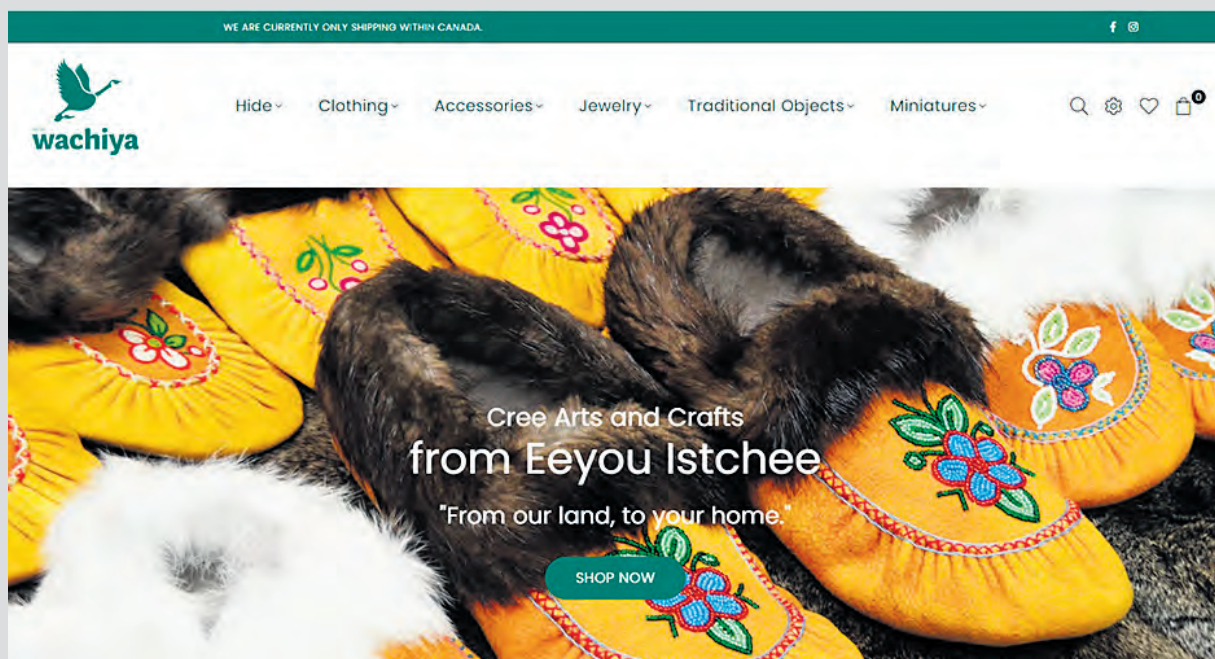 WE ARE CURRENTLY ONLY SHIPPING WITHIN CANADA.
wachiya
Hide
Clothing
Accessories
Jewelry
Traditional Objects
Miniatures
0
Cree Arts and Crafts
from Eeyou Istchee
"From our land, to your home."
SHOP NOW